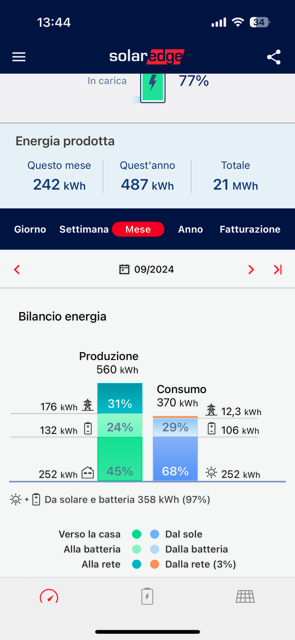 13:44
34
solaredge
In carica
77%
Energia prodotta
Questo mese Quest'anno Totale
242 kWh 487 kWh 21 MWh
Giorno Settimana Mese Anno Fatturazione
09/2024
Bilancio energia
Produzione
560 kWh
Consumo
370 kWh
176 kWh 31% 12,3 kWh
132 kWh 24% 29% 106 kWh
252 kWh 45% 68% 252 kWh
+ Da solare e batteria 358 kWh (97%)
Verso la casa Dal sole
Alla batteria Dalla batteria
Alla rete Dalla rete (3%)